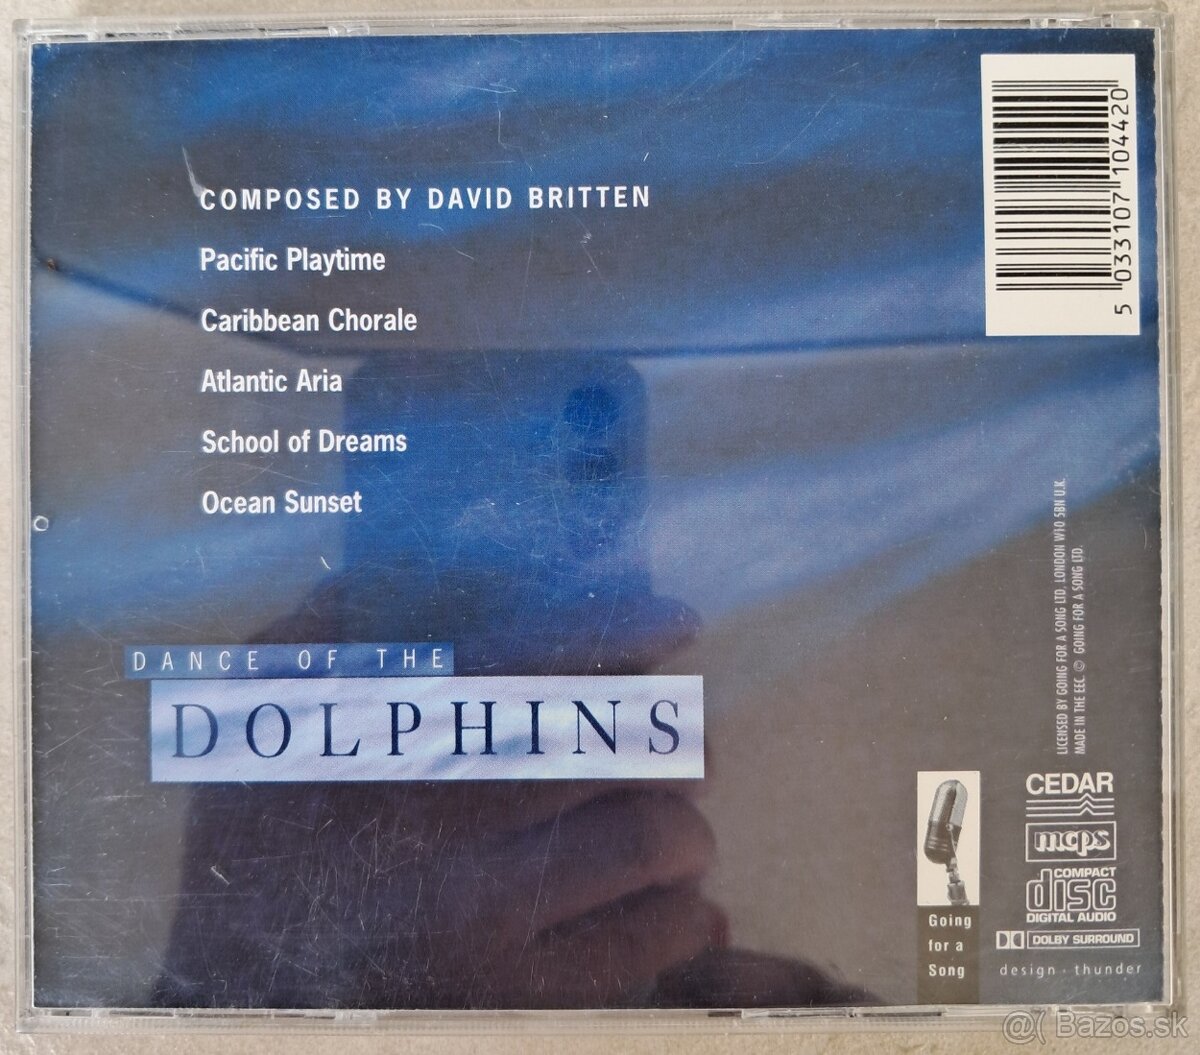 COMPOSED BY DAVID BRITTEN
Pacific Playtime
Caribbean Chorale
Atlantic Aria
School of Dreams
Ocean Sunset
DANCE OF THE
DOLPHINS
5 033107 104420
LICENSED BY GOING FOR A SONG LTD, LONDON W10 5BN U.K.
MADE IN THE EEC. © GOING FOR A SONG LTD.
CEDAR
mcps
COMPACT
disc
DIGITAL AUDIO
DOLBY SURROUND
design · thunder
Going
for a
Song
@( Bazos.sk